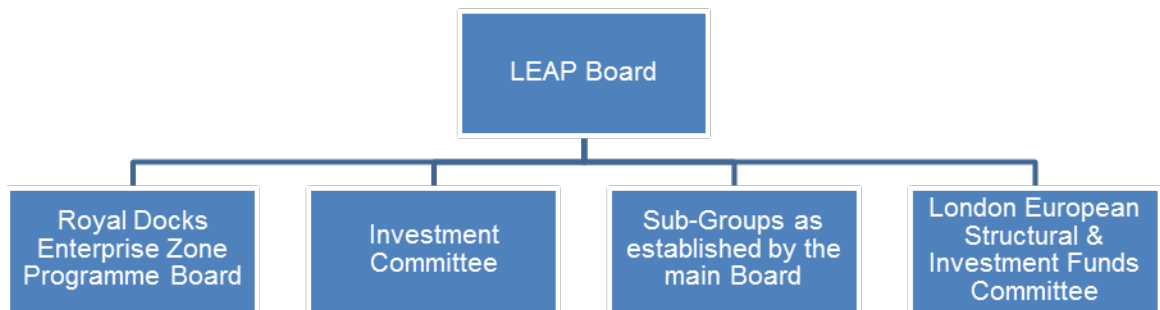 LEAP Board
Royal Docks
Enterprise Zone
Programme Board
Investment
Committee
Sub-Groups as
established by the
main Board
London European
Structural &
Investment Funds
Committee